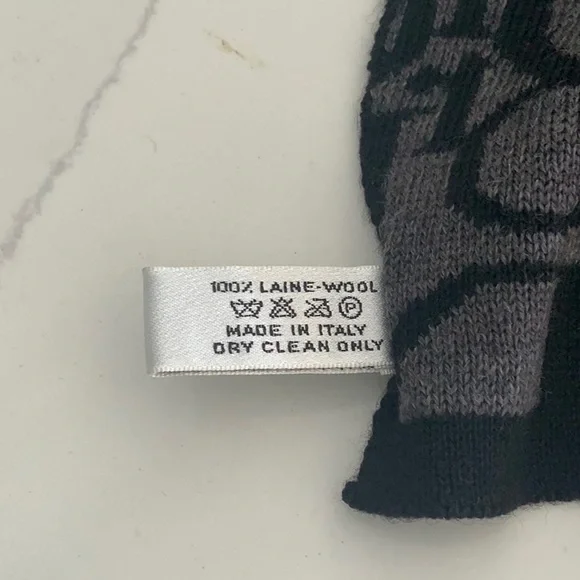 100% LAINE-WOOL
P
MADE IN ITALY
DRY CLEAN ONLY